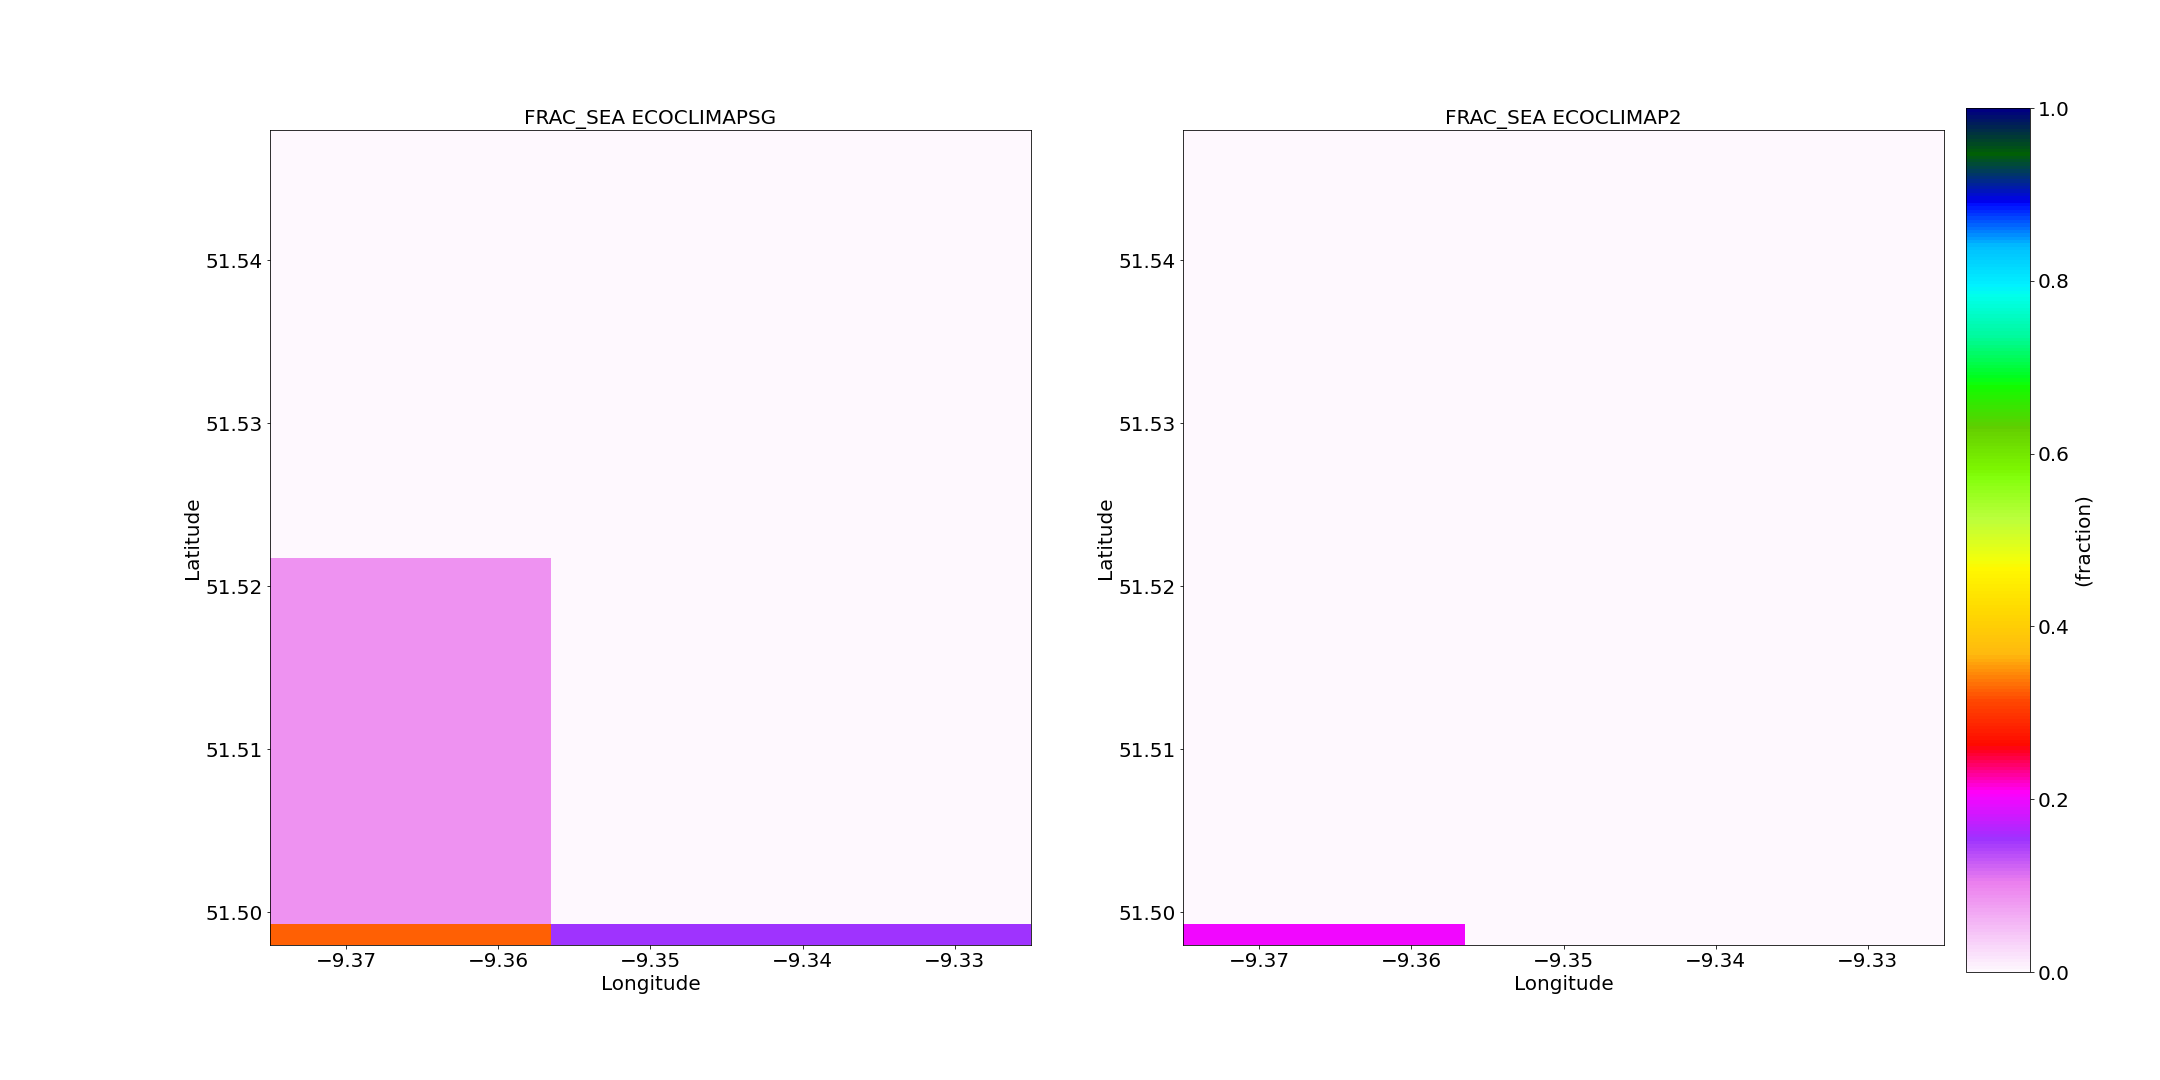 FRAC_SEA ECOCLIMAPSG
51.54
51.53
51.52
51.51
51.50
Latitude
−9.37 −9.36 −9.35 −9.34 −9.33
Longitude
FRAC_SEA ECOCLIMAP2
51.54
51.53
51.52
51.51
51.50
Latitude
−9.37 −9.36 −9.35 −9.34 −9.33
Longitude
1.0
0.8
0.6
0.4
0.2
0.0
(fraction)